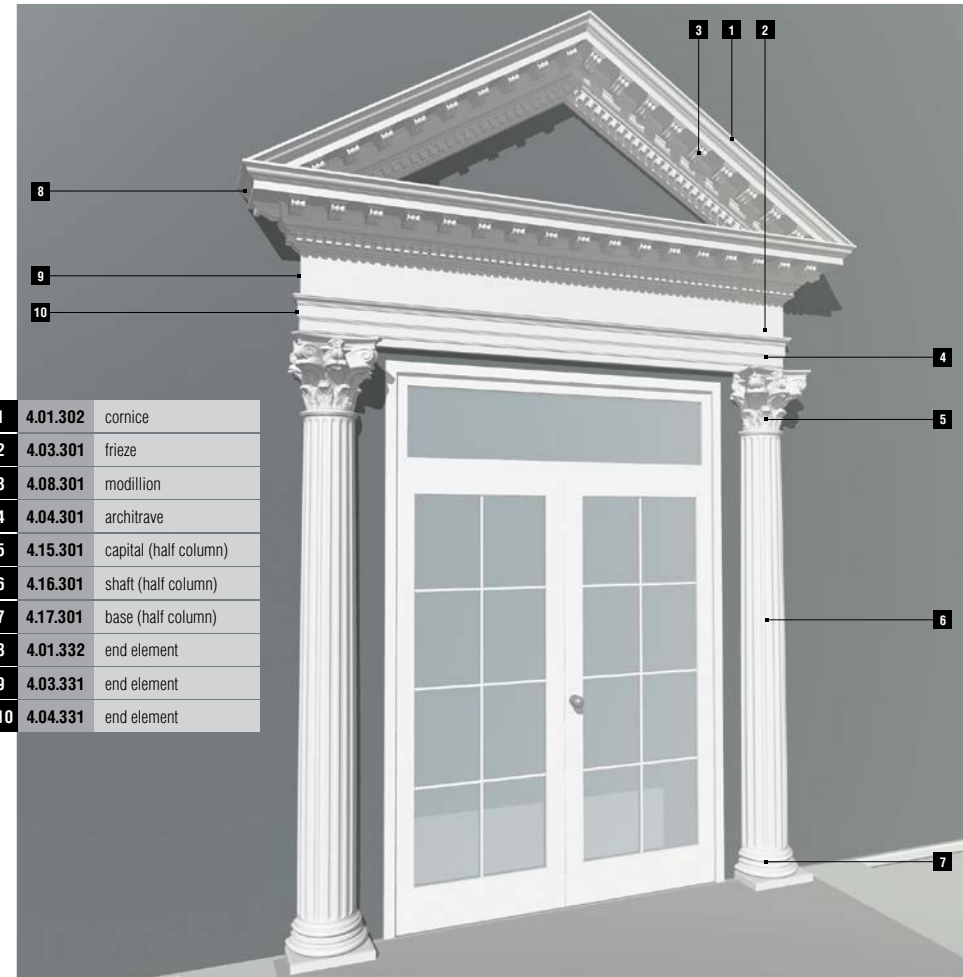 3 1 2
8
9
10
4
5
6
7
1 4.01.302 cornice
2 4.03.301 frieze
3 4.08.301 modillion
4 4.04.301 architrave
5 4.15.301 capital (half column)
6 4.16.301 shaft (half column)
7 4.17.301 base (half column)
8 4.01.332 end element
9 4.03.331 end element
10 4.04.331 end element